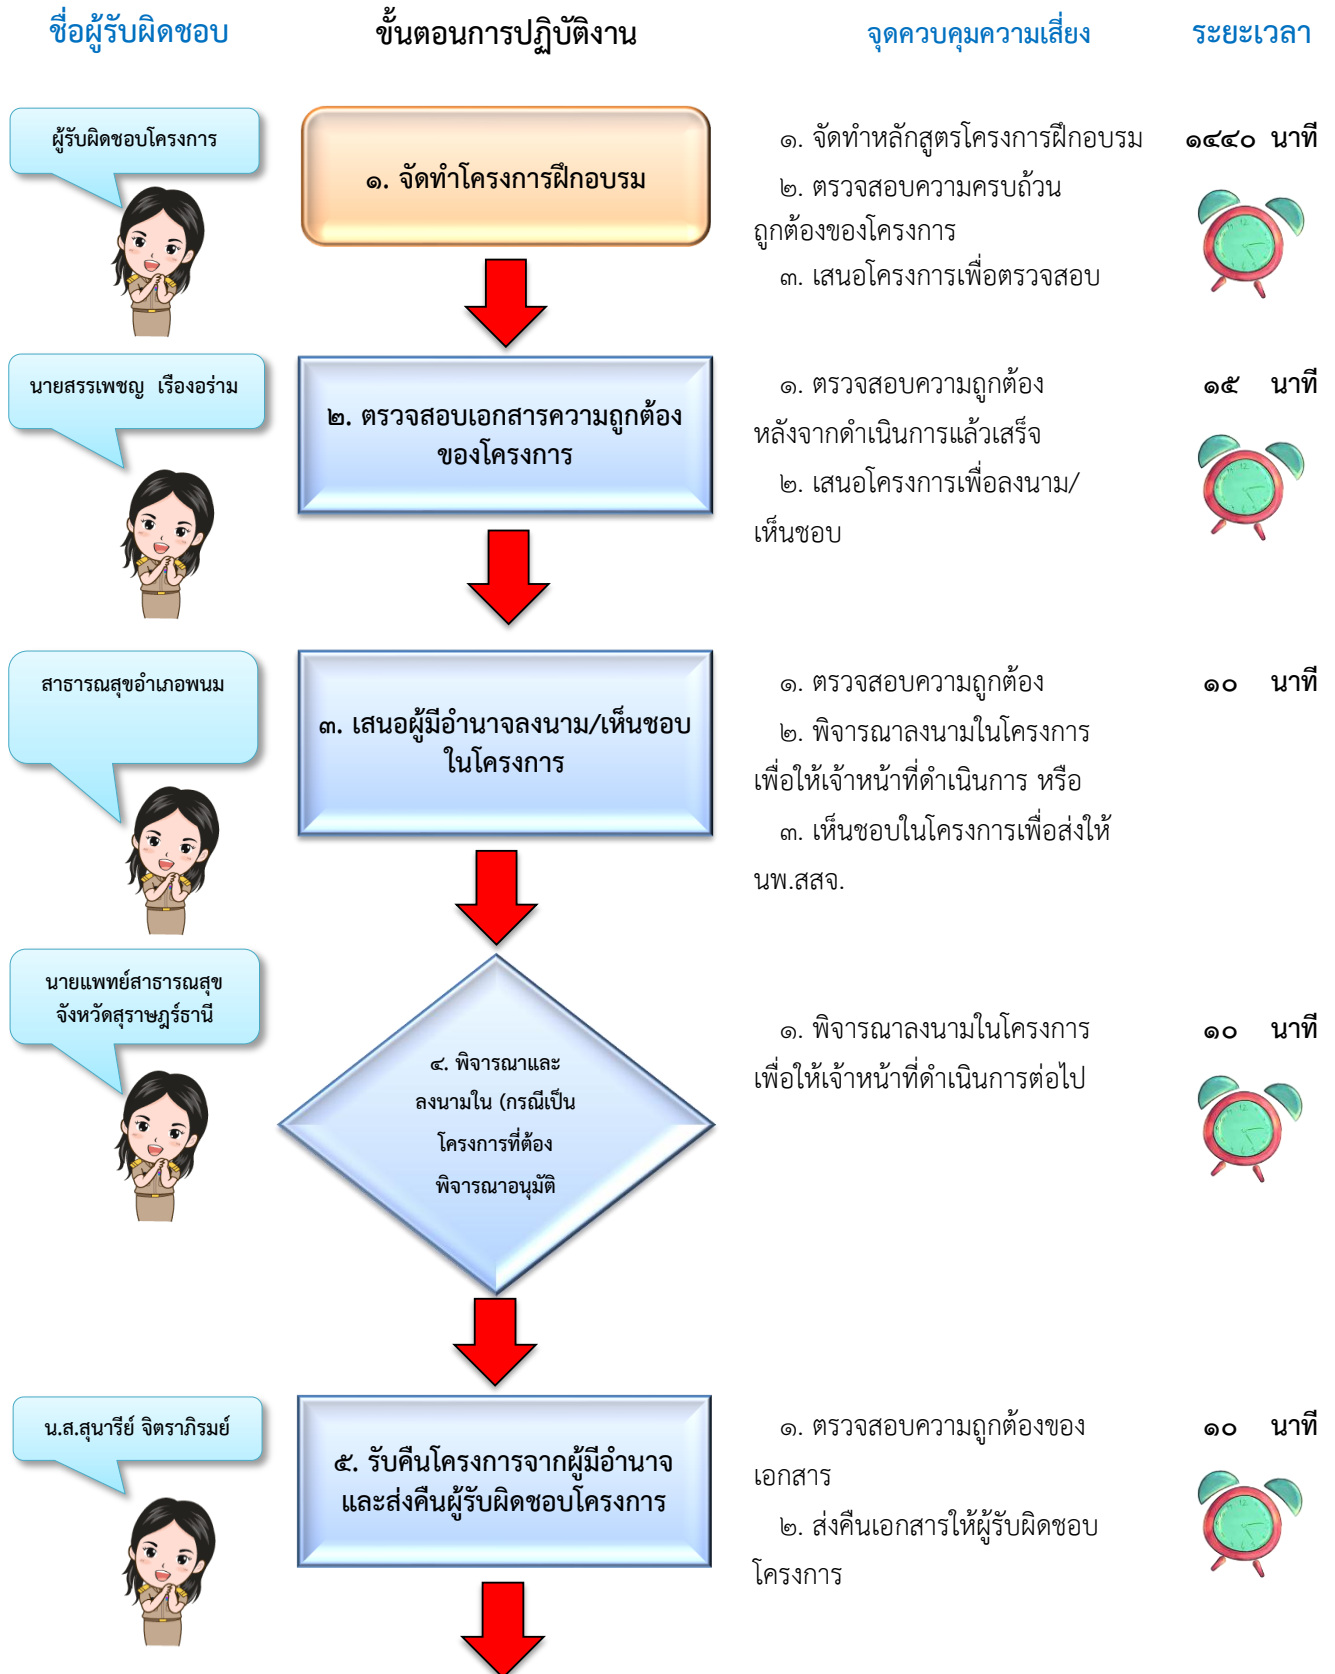 ชื่อผู้รับผิดชอบ
ขั้นตอนการปฏิบัติงาน
จุดควบคุมความเสี่ยง
ระยะเวลา
ผู้รับผิดชอบโครงการ
๑. จัดทำโครงการฝึกอบรม
๑. จัดทำหลักสูตรโครงการฝึกอบรม
๒. ตรวจสอบความครบถ้วน
ถูกต้องของโครงการ
๓. เสนอโครงการเพื่อตรวจสอบ
๑๔๔๐ นาที
นายสรรเพชญ เรืองอร่าม
๒. ตรวจสอบเอกสารความถูกต้อง
ของโครงการ
๑. ตรวจสอบความถูกต้อง
หลังจากดำเนินการแล้วเสร็จ
๒. เสนอโครงการเพื่อลงนาม/
เห็นชอบ
๑๕ นาที
สาธารณสุขอำเภอพนม
๓. เสนอผู้มีอำนาจลงนาม/เห็นชอบ
ในโครงการ
๑. ตรวจสอบความถูกต้อง
๒. พิจารณาลงนามในโครงการ
เพื่อให้เจ้าหน้าที่ดำเนินการ หรือ
๓. เห็นชอบในโครงการเพื่อส่งให้
นพ.สสจ.
๑๐ นาที
นายแพทย์สาธารณสุข
จังหวัดสุราษฎร์ธานี
๔. พิจารณาและ
ลงนามใน (กรณีเป็น
โครงการที่ต้อง
พิจารณาอนุมัติ
๑. พิจารณาลงนามในโครงการ
เพื่อให้เจ้าหน้าที่ดำเนินการต่อไป
๑๐ นาที
น.ส.สุนารีย์ จิตราภิรมย์
๕. รับคืนโครงการจากผู้มีอำนาจ
และส่งคืนผู้รับผิดชอบโครงการ
๑. ตรวจสอบความถูกต้องของ
เอกสาร
๒. ส่งคืนเอกสารให้ผู้รับผิดชอบ
โครงการ
๑๐ นาที